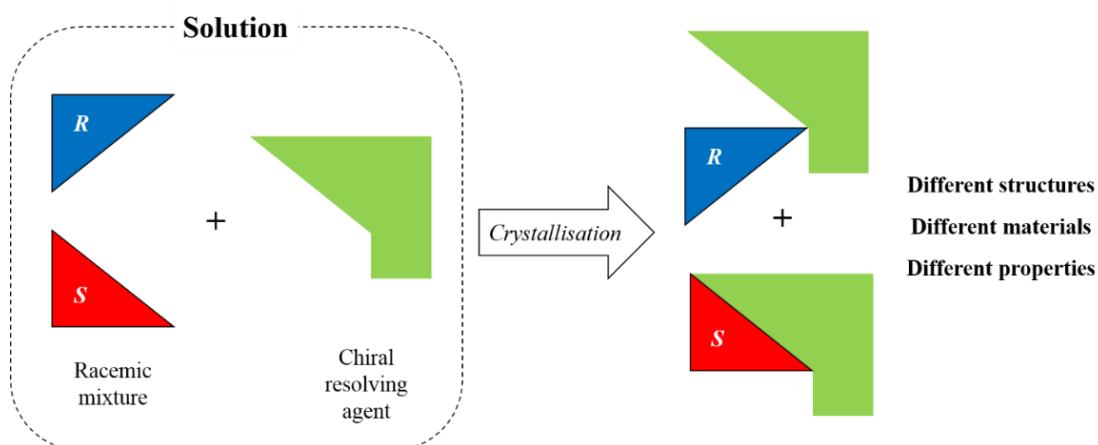 Solution
R
+
S
Racemic
mixture
Chiral
resolving
agent
Crystallisation
R
+
S
Different structures
Different materials
Different properties